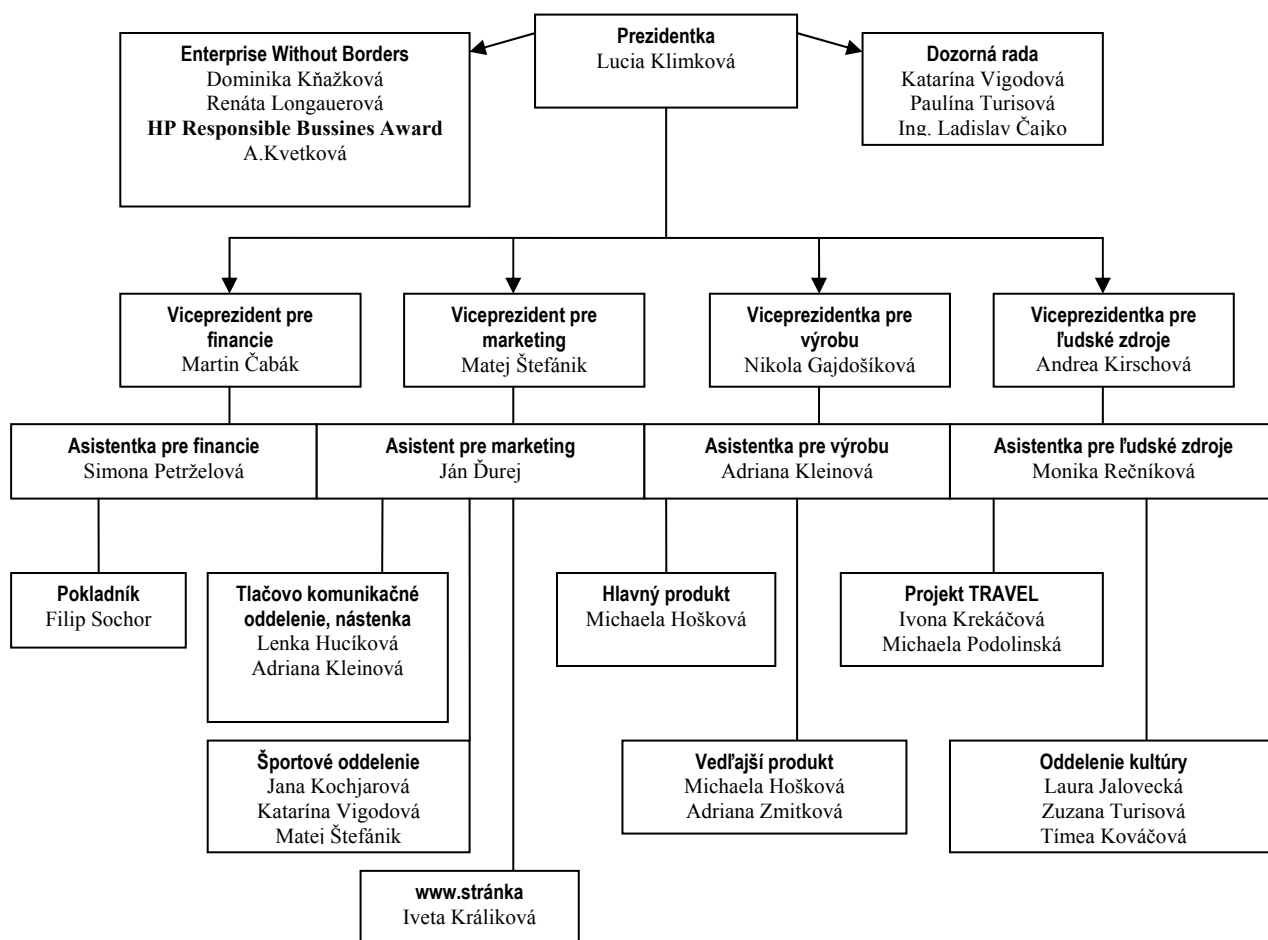 Enterprise Without Borders
Dominika Kňažková
Renáta Longauerová
HP Responsible Bussines Award
A.Kvetková
Prezidentka
Lucia Klimková
Dozorná rada
Katarína Vigodová
Paulína Turisová
Ing. Ladislav Čajko
Viceprezident pre
financie
Martin Čabák
Viceprezident pre
marketing
Matej Štefánik
Viceprezidentka pre
výrobu
Nikola Gajdošíková
Viceprezidentka pre
ľudské zdroje
Andrea Kirschová
Asistentka pre financie
Simona Petrželová
Asistent pre marketing
Ján Ďurej
Asistentka pre výrobu
Adriana Kleinová
Asistentka pre ľudské zdroje
Monika Rečníková
Pokladník
Filip Sochor
Tlačovo komunikačné
oddelenie, nástenka
Lenka Hucíková
Adriana Kleinová
Hlavný produkt
Michaela Hošková
Projekt TRAVEL
Ivona Krekáčová
Michaela Podolinská
Športové oddelenie
Jana Kochjarová
Katarína Vigodová
Matej Štefánik
Vedľajší produkt
Michaela Hošková
Adriana Zmitková
Oddelenie kultúry
Laura Jalovecká
Zuzana Turisová
Tímea Kováčová
www.stránka
Iveta Králiková